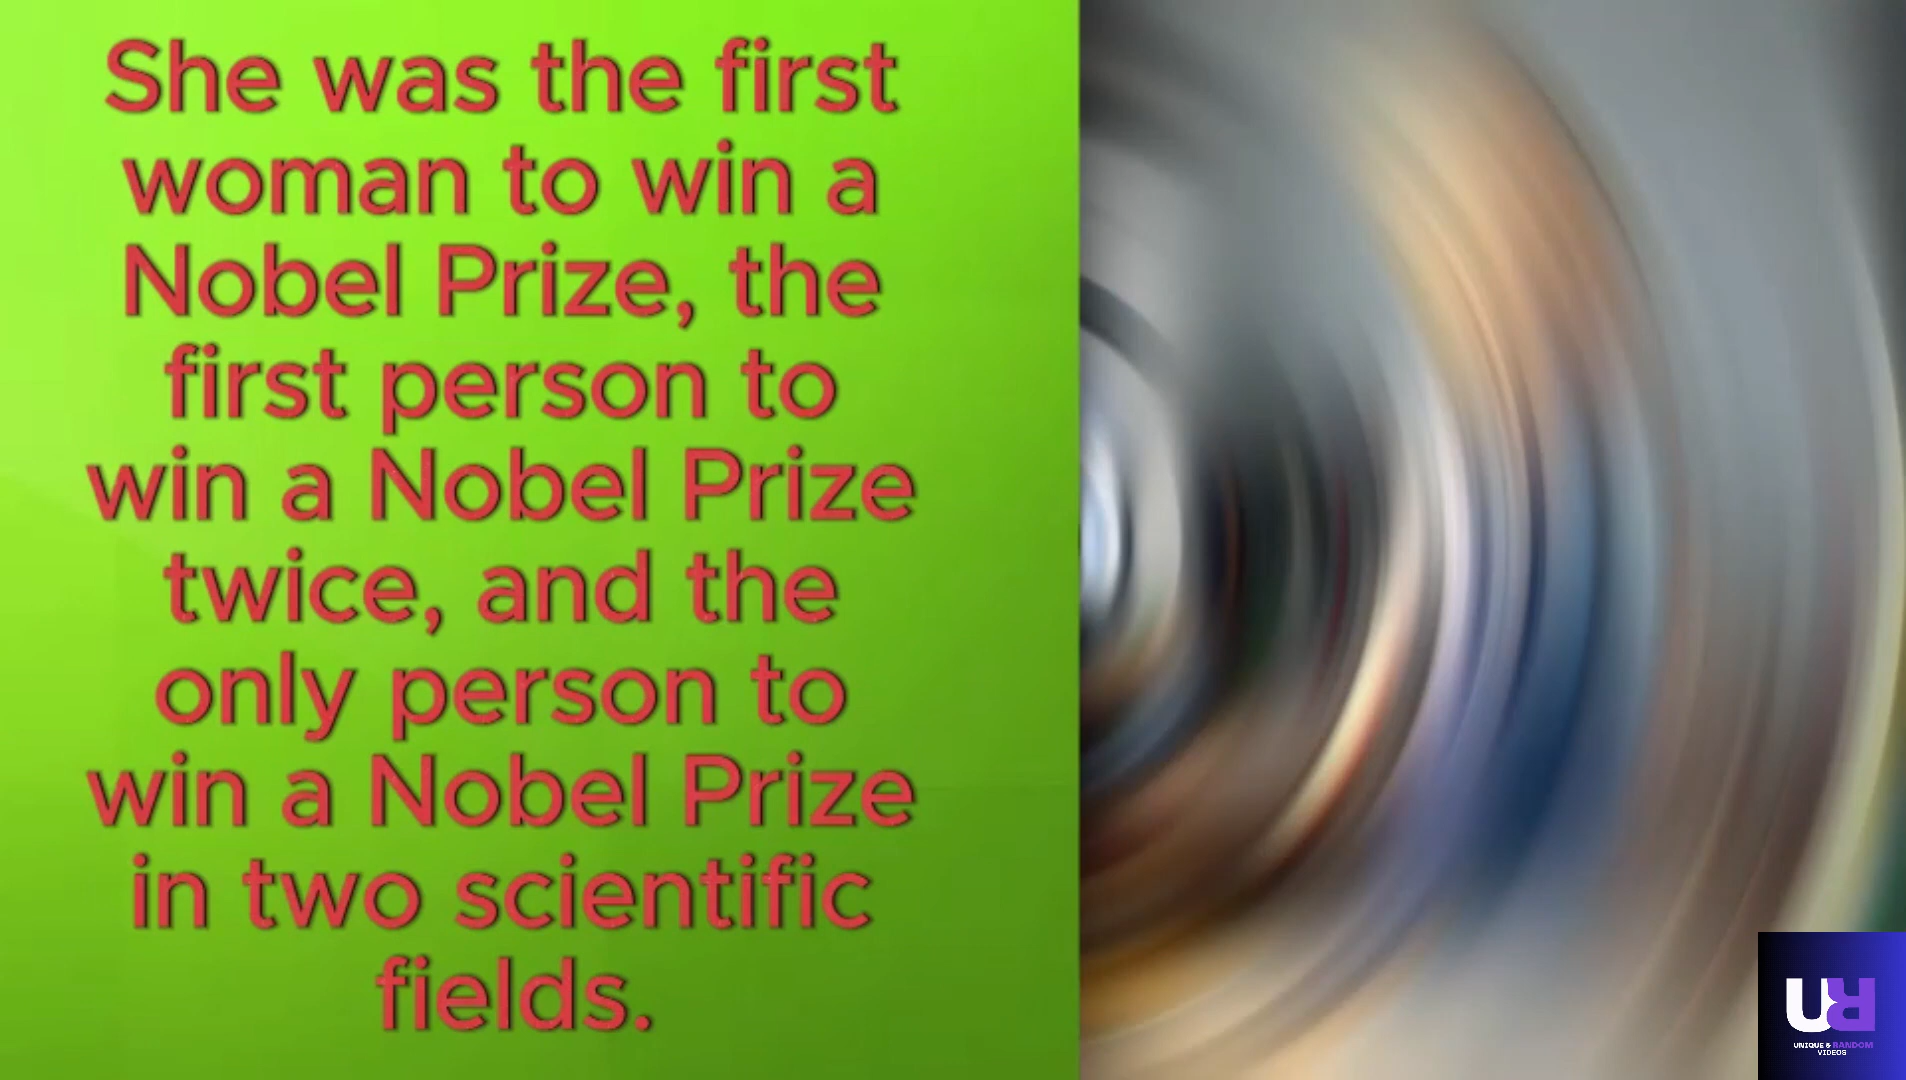 She was the first
woman to win a
Nobel Prize, the
first person to
win a Nobel Prize
twice, and the
only person to
win a Nobel Prize
in two scientific
fields.
UR
UNIQUE & RANDOM
VIDEOS